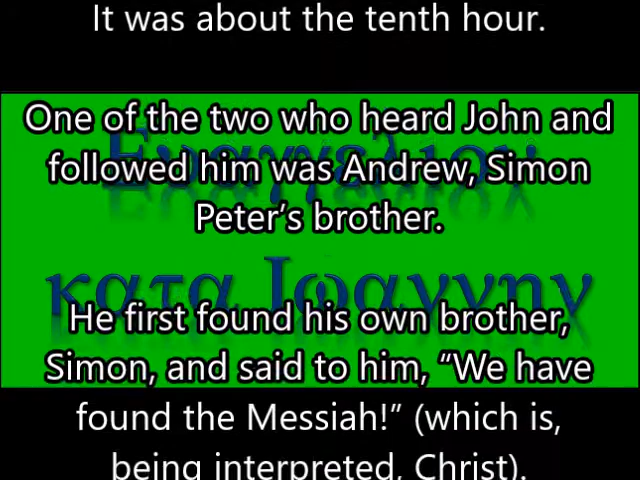 It was about the tenth hour.
One of the two who heard John and
followed him was Andrew, Simon
Peter’s brother.
He first found his own brother,
Simon, and said to him, “We have
found the Messiah!” (which is,
being interpreted, Christ).
Ευαγγελιον
κατα Ιωαννην